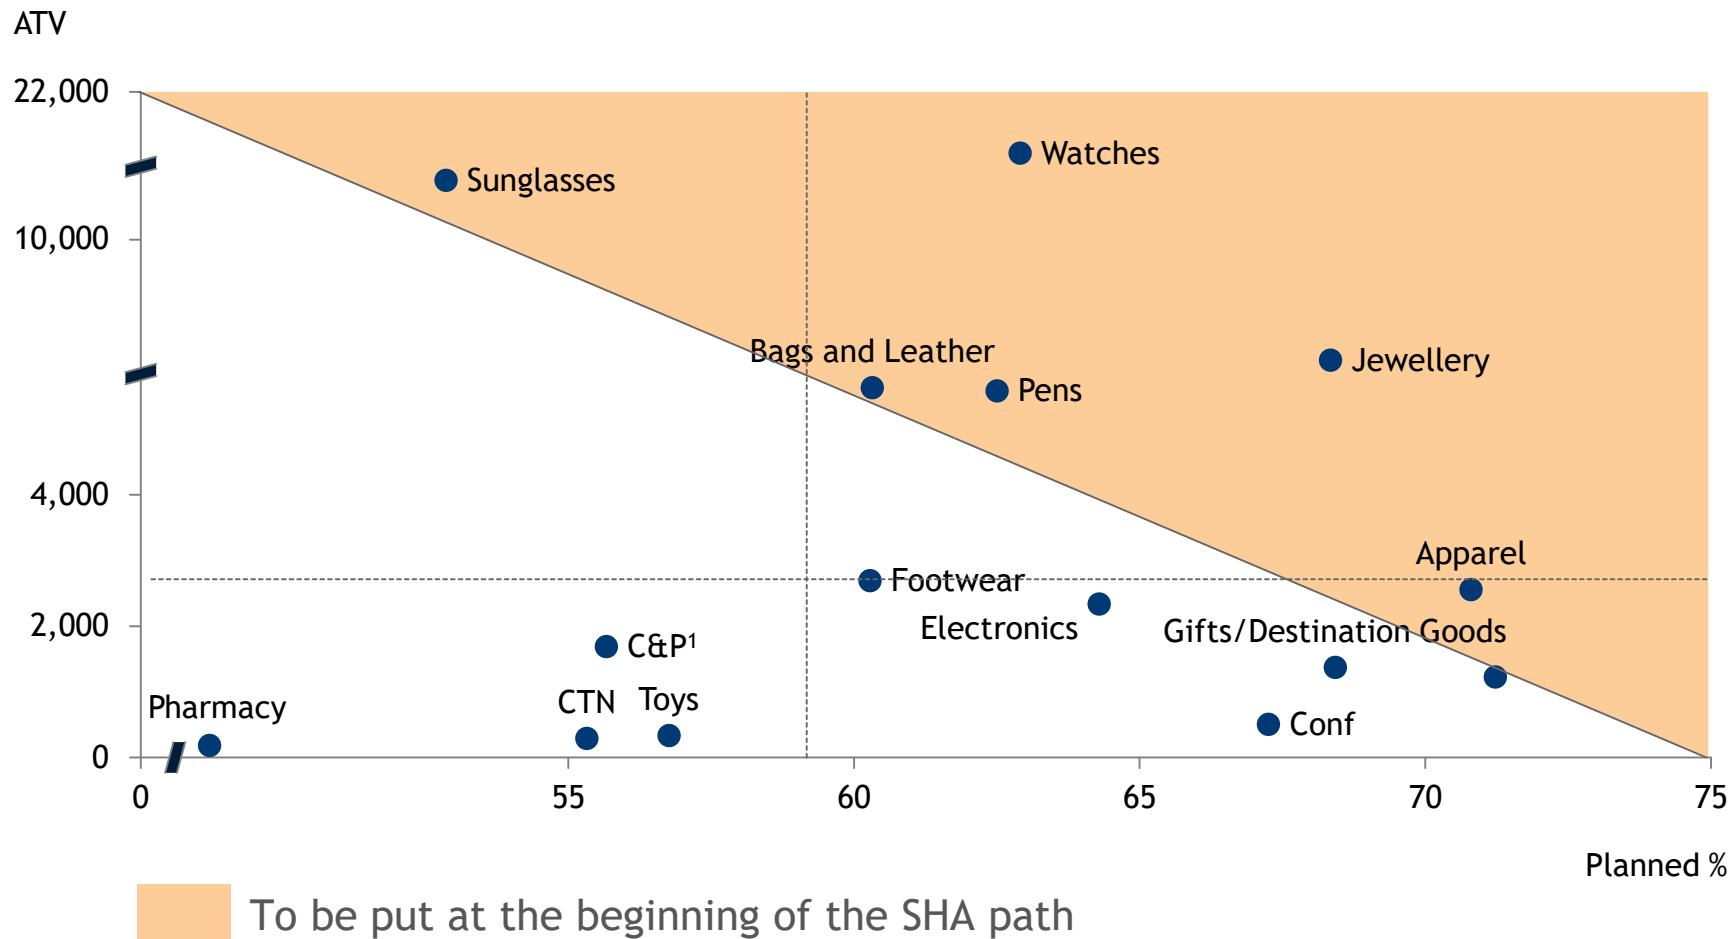 ATV
22,000
Watches
Sunglasses
10,000
Bags and Leather
Jewellery
Pens
4,000
Apparel
Footwear
2,000
Electronics
Gifts/Destination Goods
C&P¹
CTN
Toys
Pharmacy
Conf
0
0
55
60
65
70
75
Planned %
To be put at the beginning of the SHA path